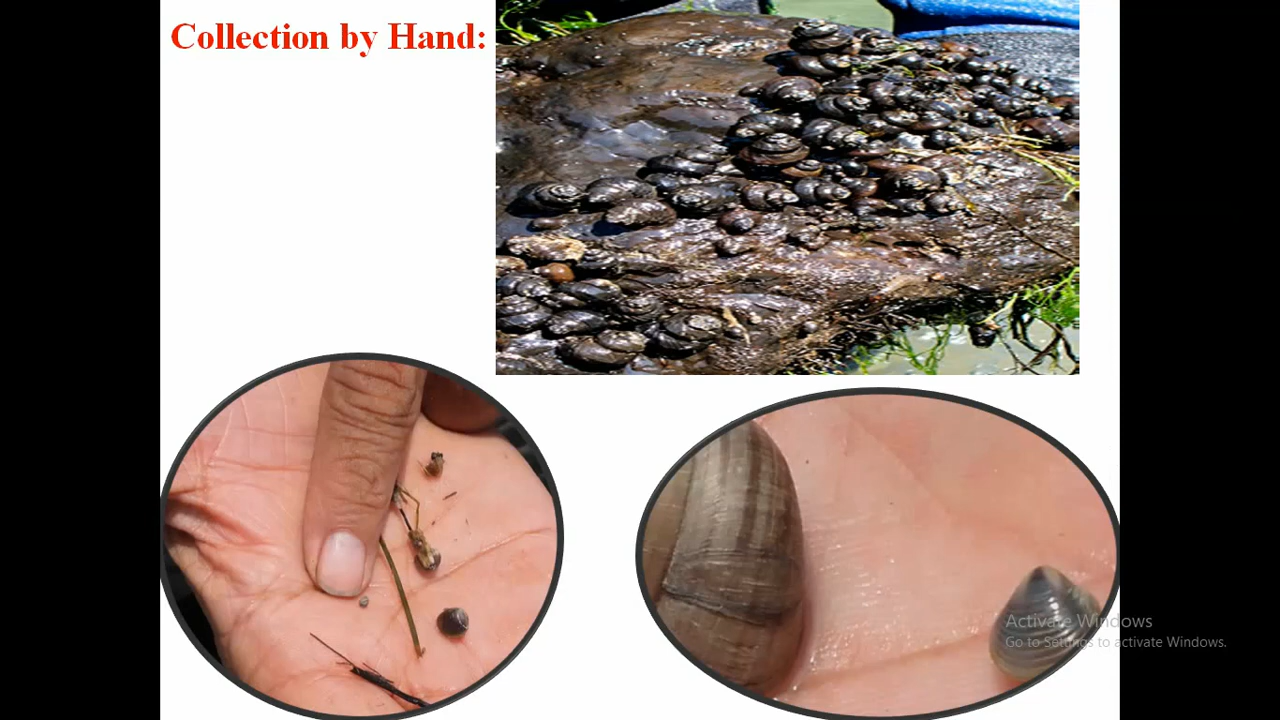 Collection by Hand:
Activate Windows
Go to Settings to activate Windows.